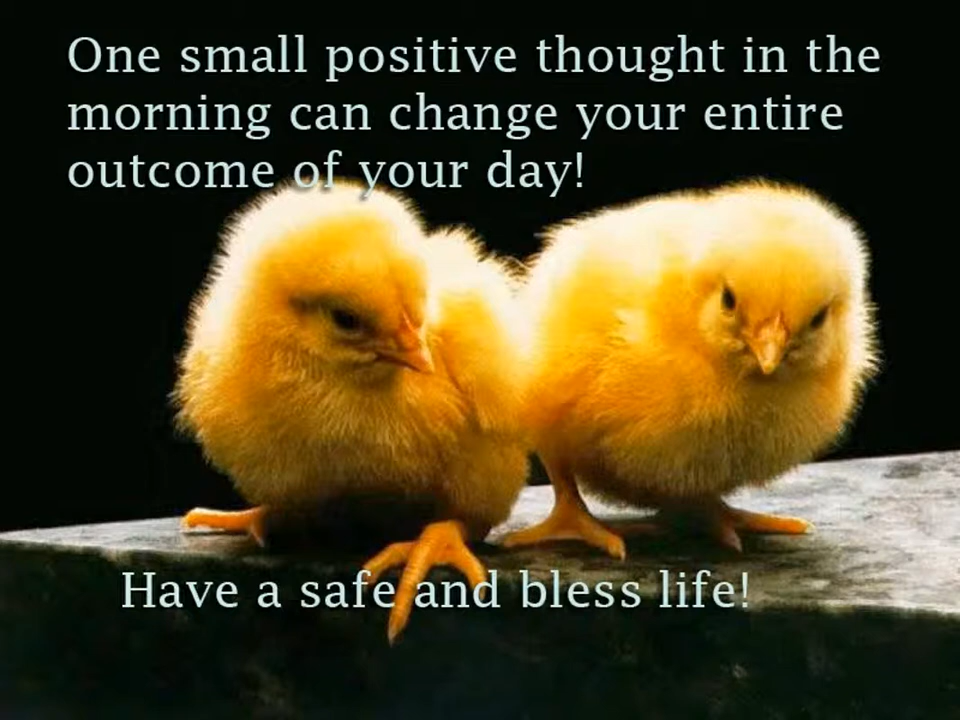 One small positive thought in the
morning can change your entire
outcome of your day!
Have a safe and bless life!